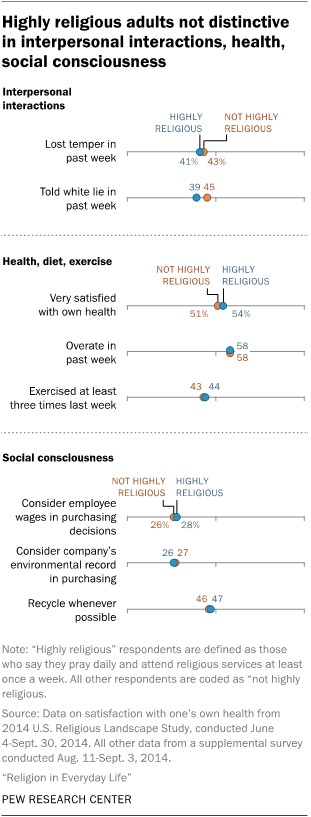 Highly religious adults not distinctive
in interpersonal interactions, health,
social consciousness
Interpersonal
interactions
HIGHLY
RELIGIOUS
NOT HIGHLY
RELIGIOUS
Lost temper in
past week
41%
43%
Told white lie in
past week
39
45
Health, diet, exercise
NOT HIGHLY
RELIGIOUS
HIGHLY
RELIGIOUS
Very satisfied
with own health
51%
54%
Overate in
past week
58
58
Exercised at least
three times last week
43
44
Social consciousness
NOT HIGHLY
RELIGIOUS
HIGHLY
RELIGIOUS
Consider employee
wages in purchasing
decisions
26%
28%
Consider company's
environmental record
in purchasing
26
27
Recycle whenever
possible
46
47
Note: “Highly religious” respondents are defined as those
who say they pray daily and attend religious services at least
once a week. All other respondents are coded as “not highly
religious.
Source: Data on satisfaction with one's own health from
2014 U.S. Religious Landscape Study, conducted June
4-Sept. 30, 2014. All other data from a supplemental survey
conducted Aug. 11-Sept. 3, 2014.
“Religion in Everyday Life”
PEW RESEARCH CENTER